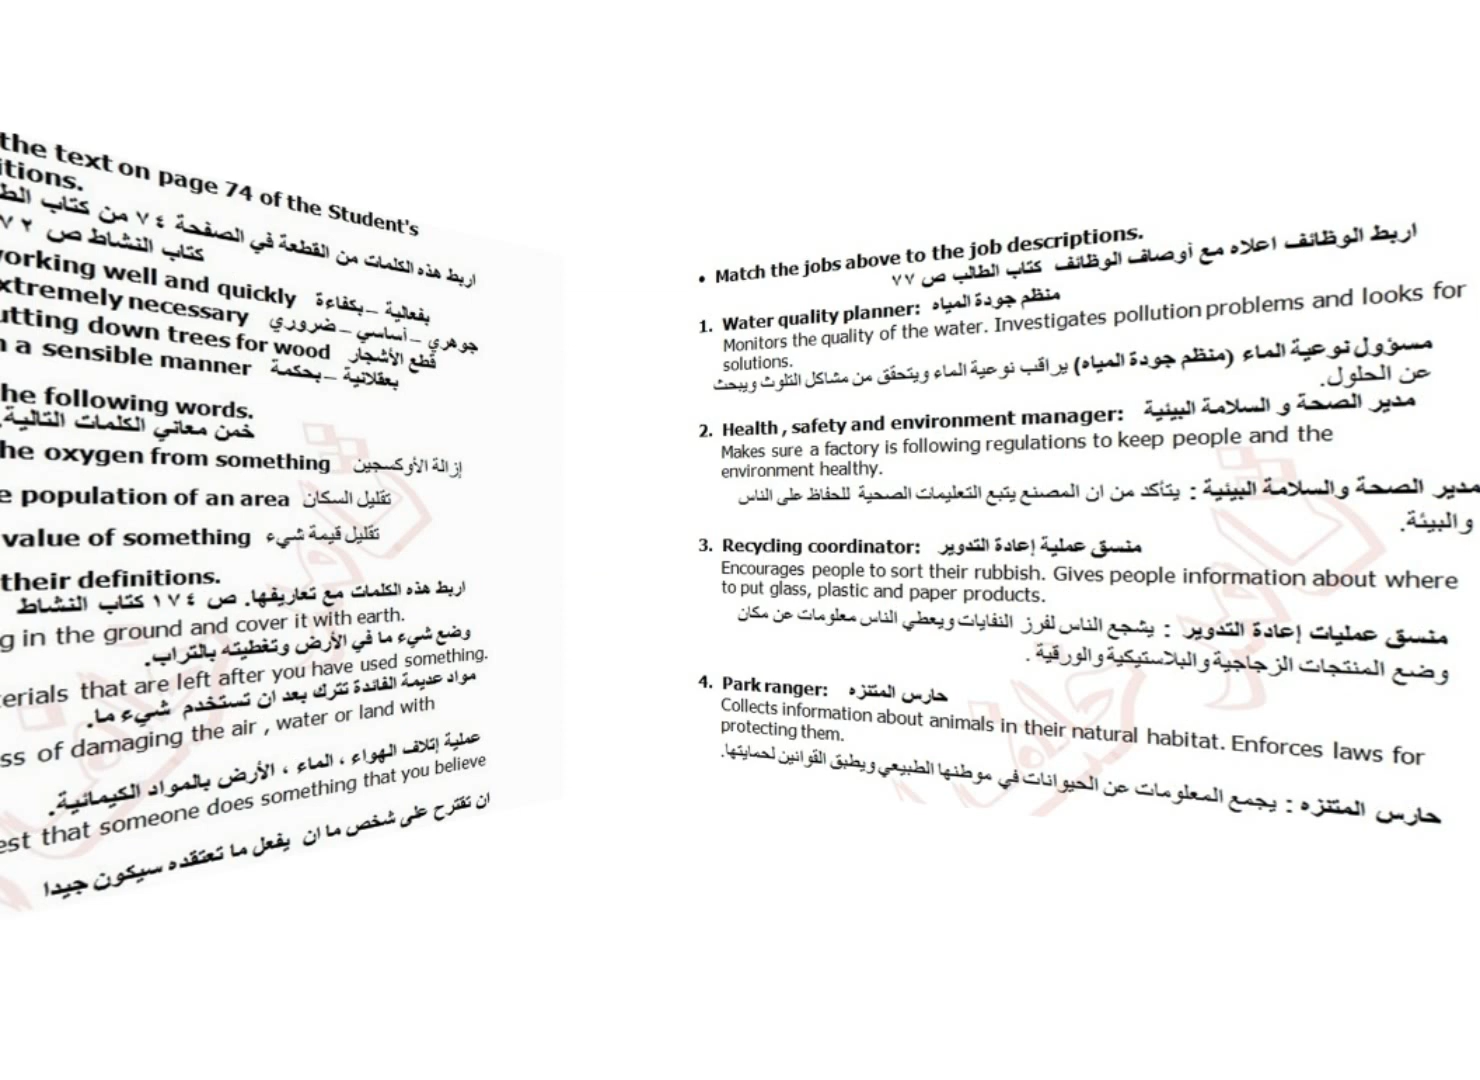 the text on page 74 of the Student's
itions.
اربط هذه الكلمات من القطعة في الصفحة ٧٤ من كتاب
كتاب النشاط ص
orking well and quickly بفعالية – بكفاءة
xtremely necessary جوهري – أساسي – ضروري
utting down trees for wood قطع الأشجار
a sensible manner بعقلانية – بحكمة
he following words.
خمن معاني الكلمات التالية.
he oxygen from something إزالة الأوكسجين
e population of an area تقليل السكان
value of something تقليل قيمة شيء
their definitions.
اربط هذه الكلمات مع تعاريفها. ص ١٧٤ كتاب النشاط
g in the ground and cover it with earth.
وضع شيء ما في الأرض وتغطيته بالتراب.
terials that are left after you have used something.
مواد عديمة الفائدة تترك بعد ان تستخدم شيء ما.
ss of damaging the air , water or land with
عملية إتلاف الهواء ، الماء ، الأرض بالمواد الكيمائية.
est that someone does something that you believe
ان تقترح على شخص ما ان يفعل ما تعتقده سيكون جيدا
• Match the jobs above to the job descriptions.
اربط الوظائف اعلاه مع أوصاف الوظائف كتاب الطالب ص ٧٧
1. Water quality planner: منظم جودة المياه
Monitors the quality of the water. Investigates pollution problems and looks for
solutions.
مسؤول نوعية الماء (منظم جودة المياه) يراقب نوعية الماء ويتحقق من مشاكل التلوث ويبحث
عن الحلول.
2. Health , safety and environment manager: مدير الصحة و السلامة البيئية
Makes sure a factory is following regulations to keep people and the
environment healthy.
مدير الصحة والسلامة البيئية : يتأكد من ان المصنع يتبع التعليمات الصحية للحفاظ على الناس
والبيئة.
3. Recycling coordinator: منسق عملية إعادة التدوير
Encourages people to sort their rubbish. Gives people information about where
to put glass, plastic and paper products.
منسق عمليات إعادة التدوير : يشجع الناس لفرز النفايات ويعطي الناس معلومات عن مكان
وضع المنتجات الزجاجية والبلاستيكية والورقية .
4. Park ranger: حارس المتنزه
Collects information about animals in their natural habitat. Enforces laws for
protecting them.
حارس المتنزه : يجمع المعلومات عن الحيوانات في موطنها الطبيعي ويطبق القوانين لحمايتها.